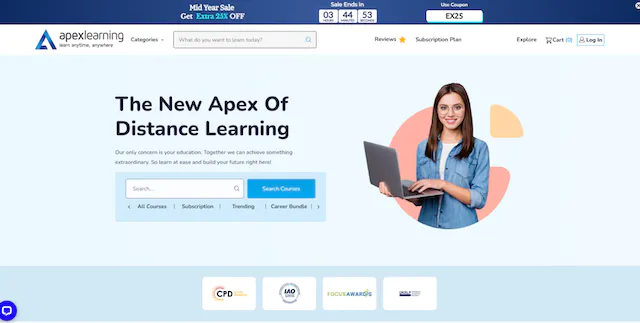 Mid Year Sale
Get Extra 25% OFF
Sale Ends in
03 44 53
HOURS MINUTES SECONDS
Use Coupon
EX25
apexlearning
learn anytime, anywhere
Categories
What do you want to learn today?
Reviews
Subscription Plan
Explore
Cart (0)
Log In
The New Apex Of
Distance Learning
Our only concern is your education. Together we can achieve something
extraordinary. So learn at ease and build your future right here!
Search...
Search Courses
All Courses | Subscription | Trending | Career Bundle |
CPD
IAO
FOCUSAWARDS